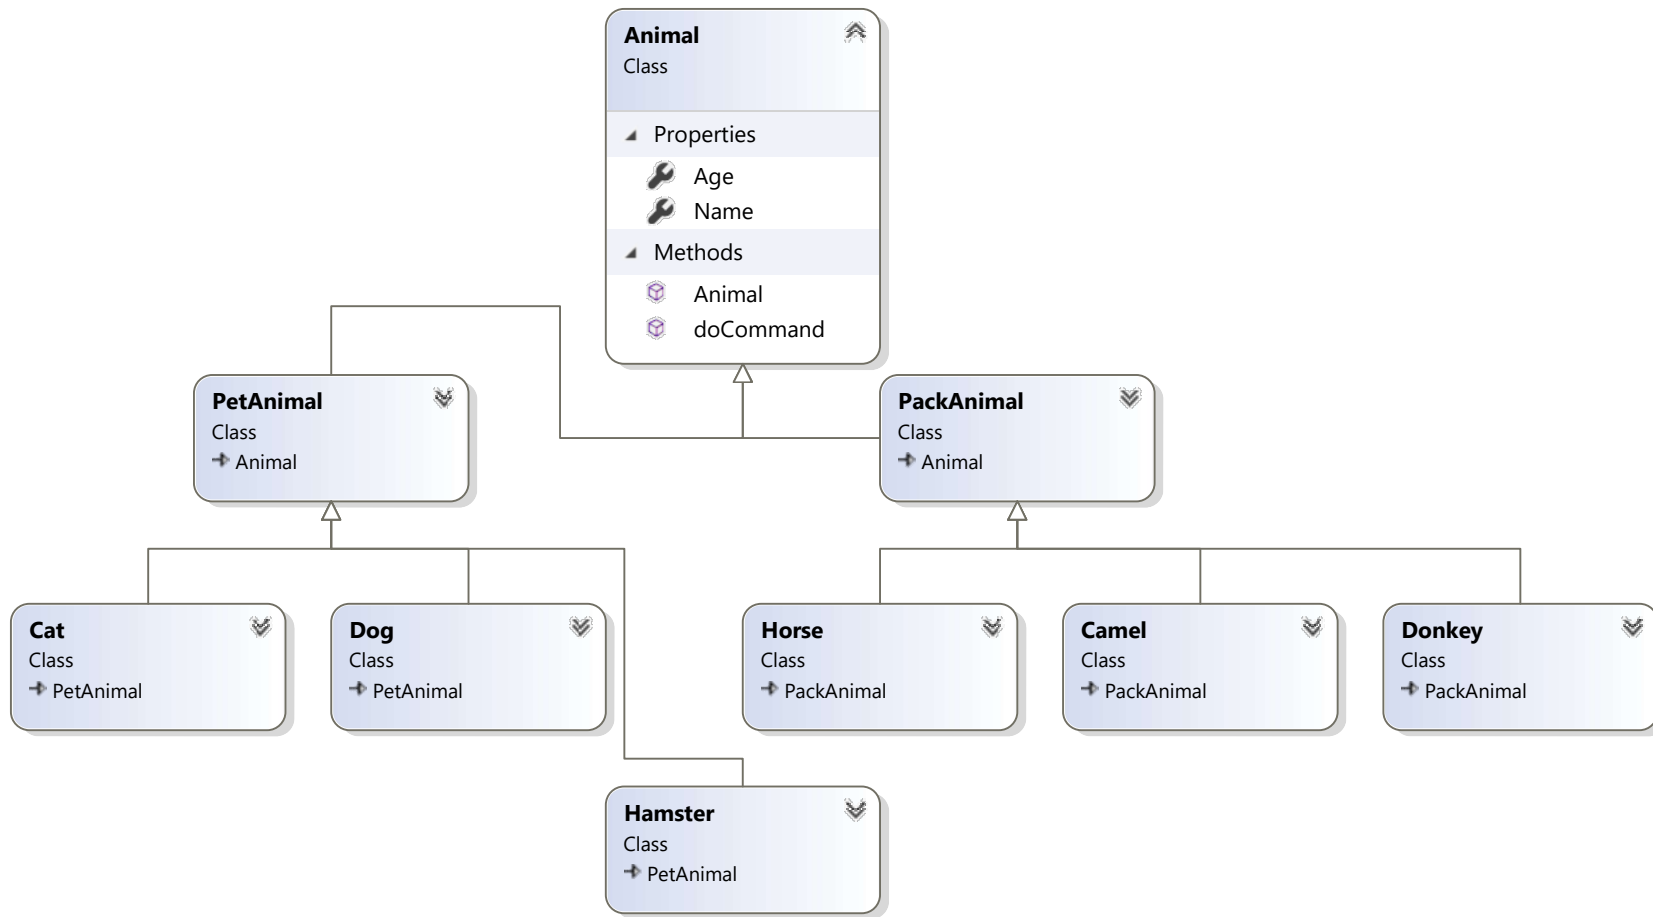 Animal
Class
Properties
Age
Name
Methods
Animal
doCommand
PetAnimal
Class
Animal
PackAnimal
Class
Animal
Cat
Class
PetAnimal
Dog
Class
PetAnimal
Horse
Class
PackAnimal
Camel
Class
PackAnimal
Donkey
Class
PackAnimal
Hamster
Class
PetAnimal